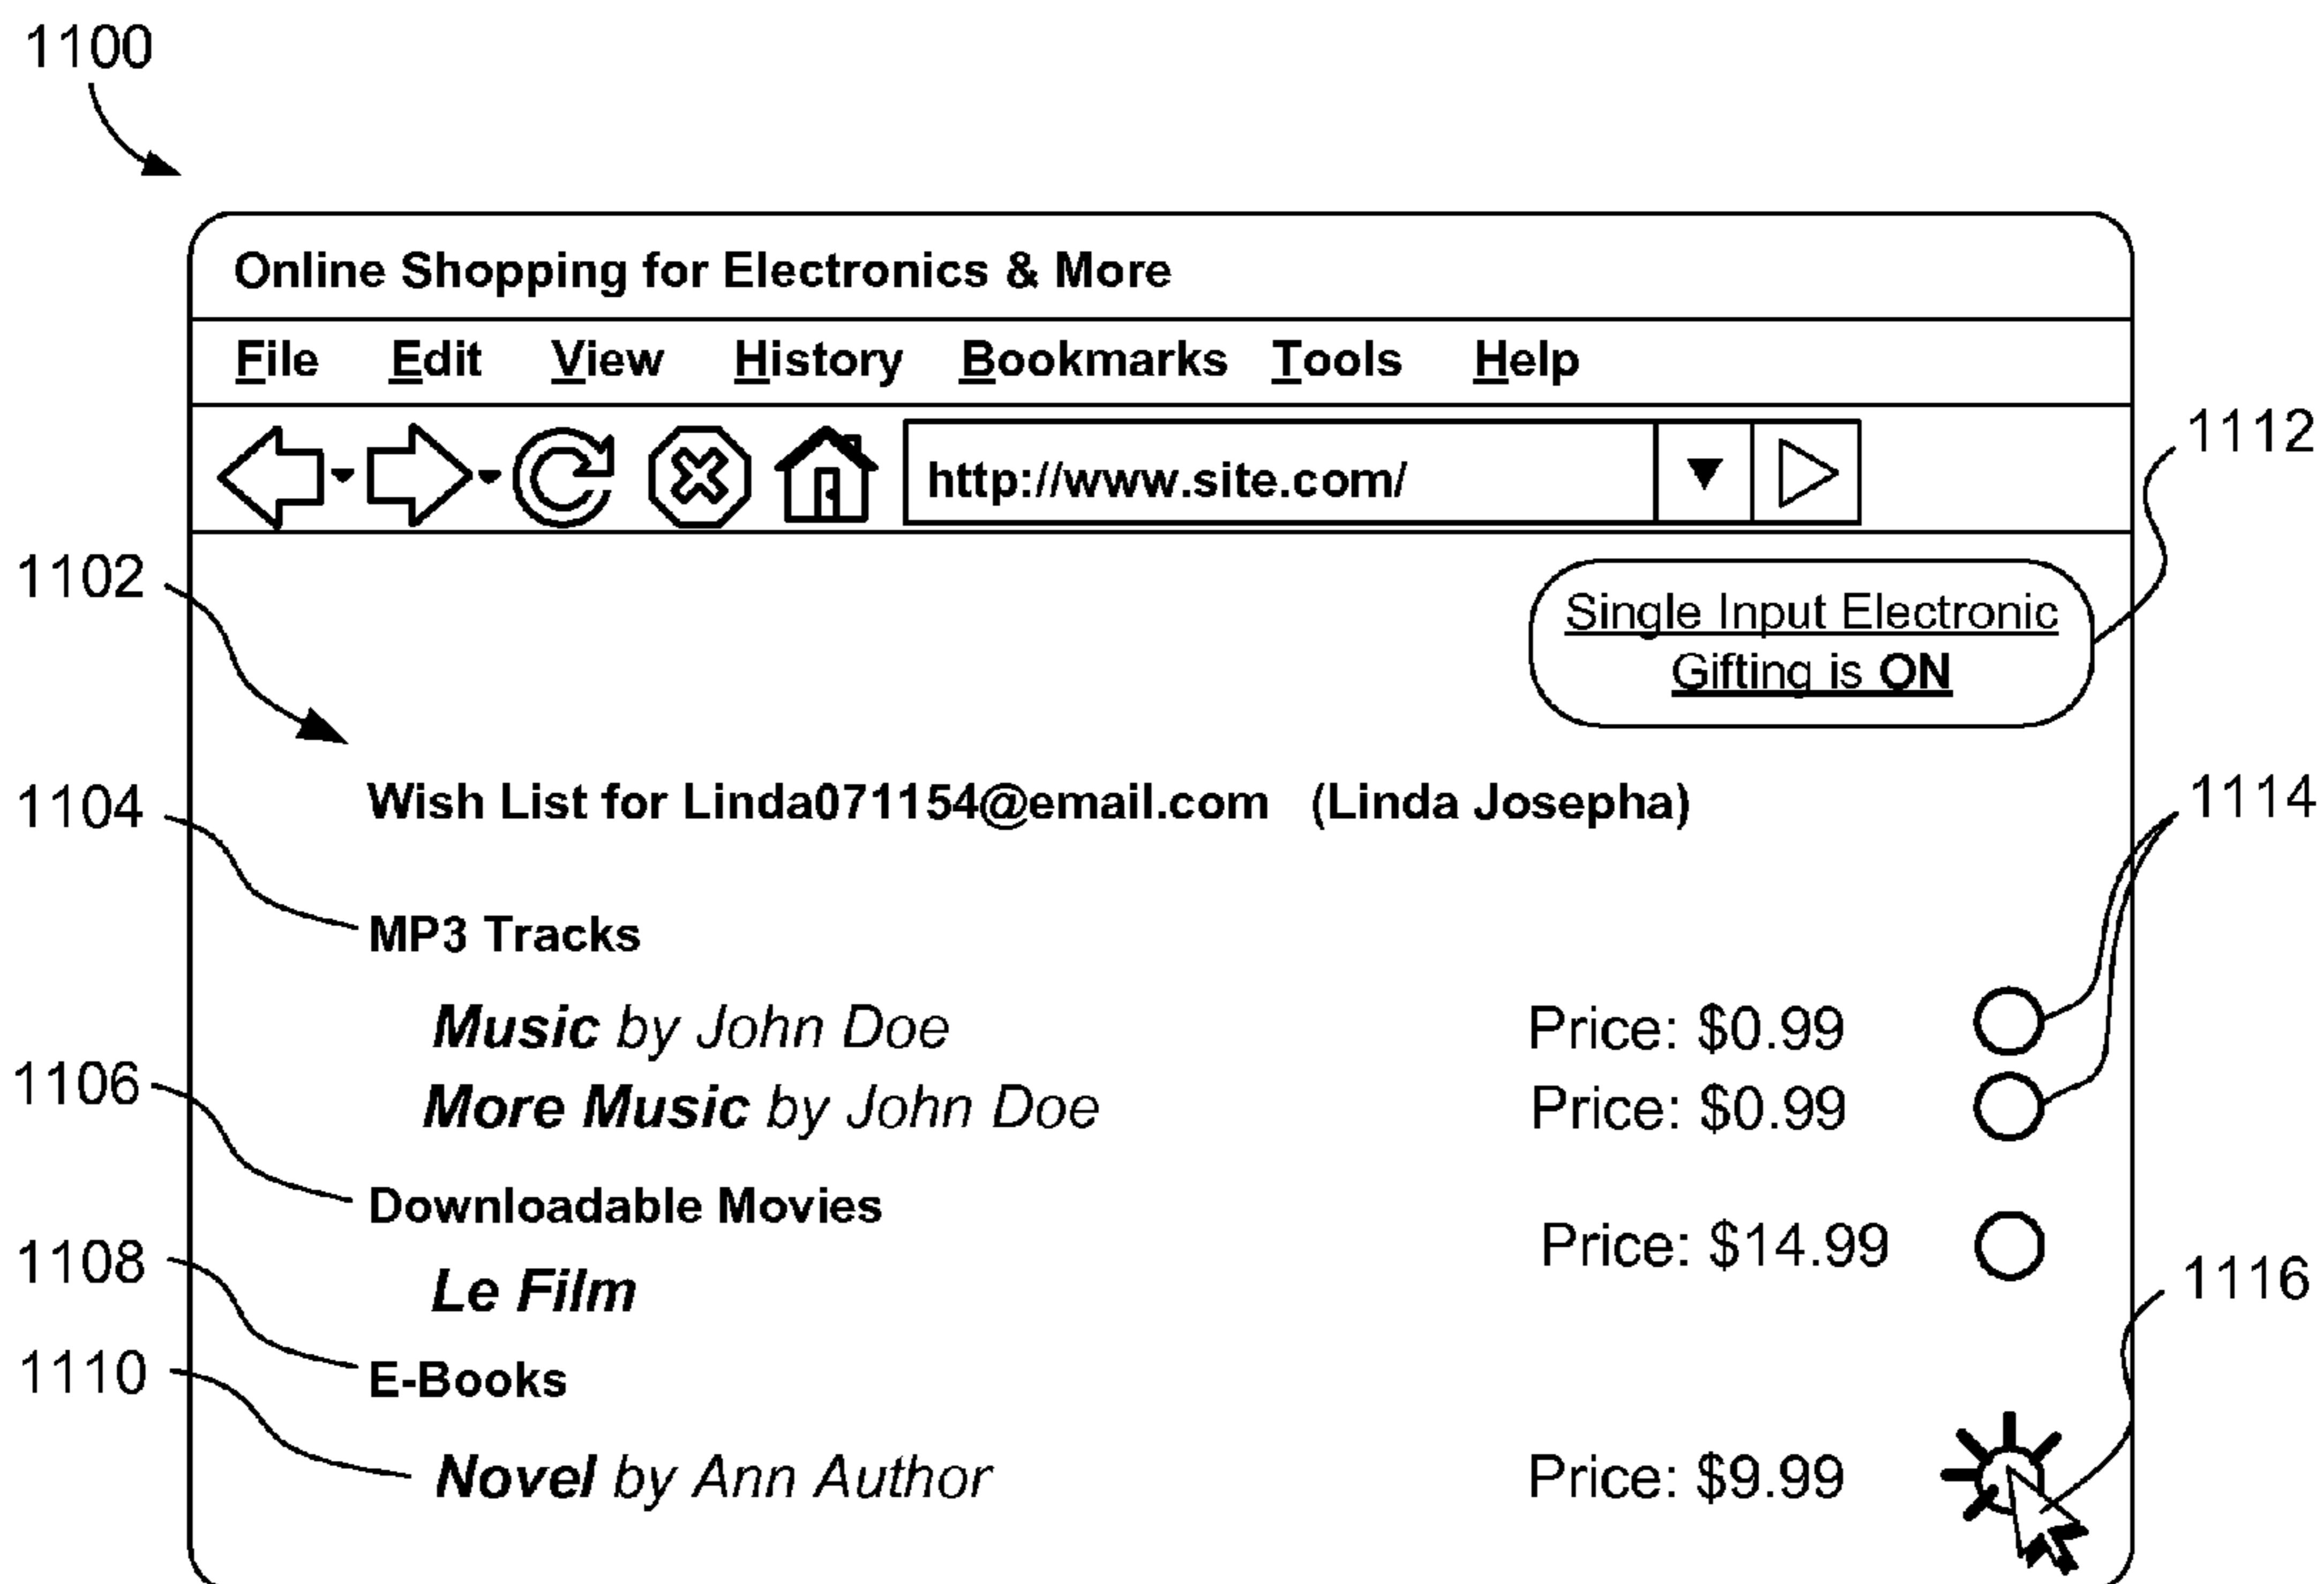 1100
Online Shopping for Electronics & More
File Edit View History Bookmarks Tools Help
http://www.site.com/
1112
1102
Single Input Electronic
Gifting is ON
1104
Wish List for Linda071154@email.com (Linda Josepha)
1114
MP3 Tracks
Music by John Doe Price: $0.99
1106
More Music by John Doe Price: $0.99
Downloadable Movies
1108
Price: $14.99
1116
Le Film
1110
E-Books
Novel by Ann Author Price: $9.99